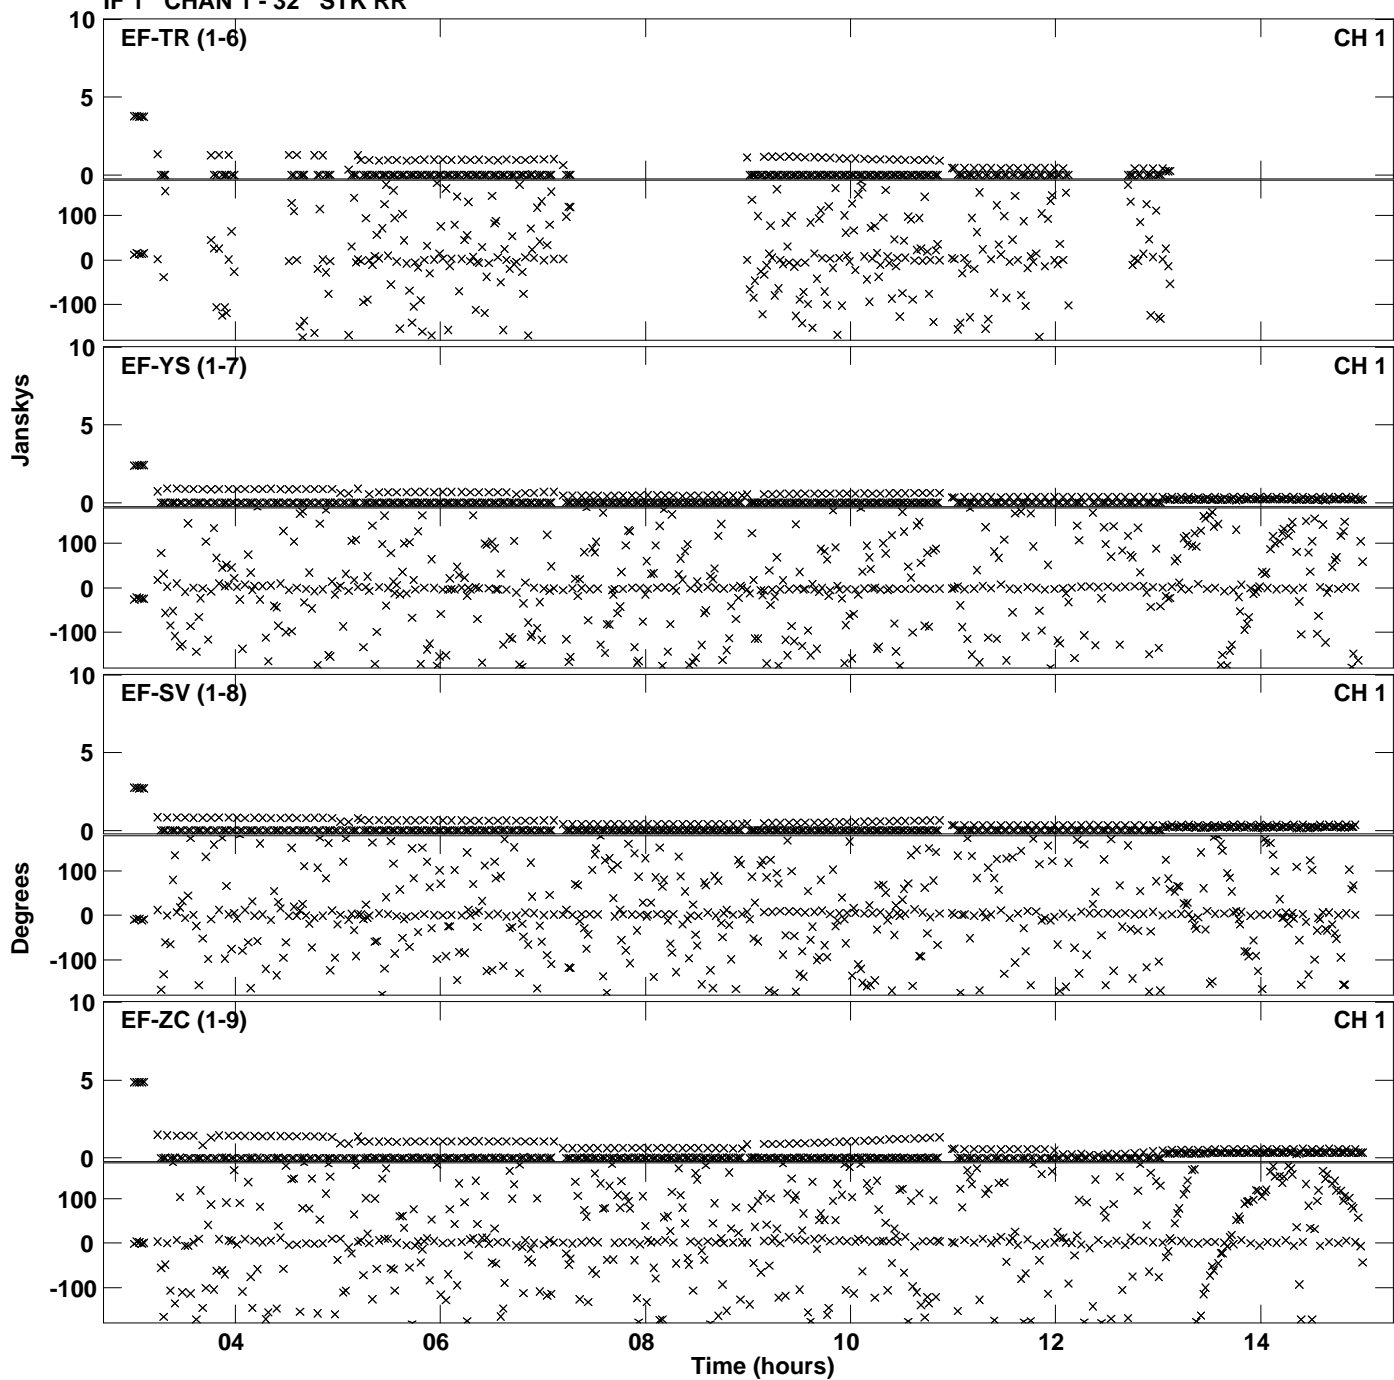 IF 1 CHAN 1 - 32 STK RR
10
EF-TR (1-6) CH 1
5
0
100
0
-100
10
EF-YS (1-7) CH 1
5
0
100
0
-100
10
EF-SV (1-8) CH 1
5
0
100
0
-100
10
EF-ZC (1-9) CH 1
5
0
100
0
-100
Janskys
Degrees
04 06 08 10 12 14
Time (hours)